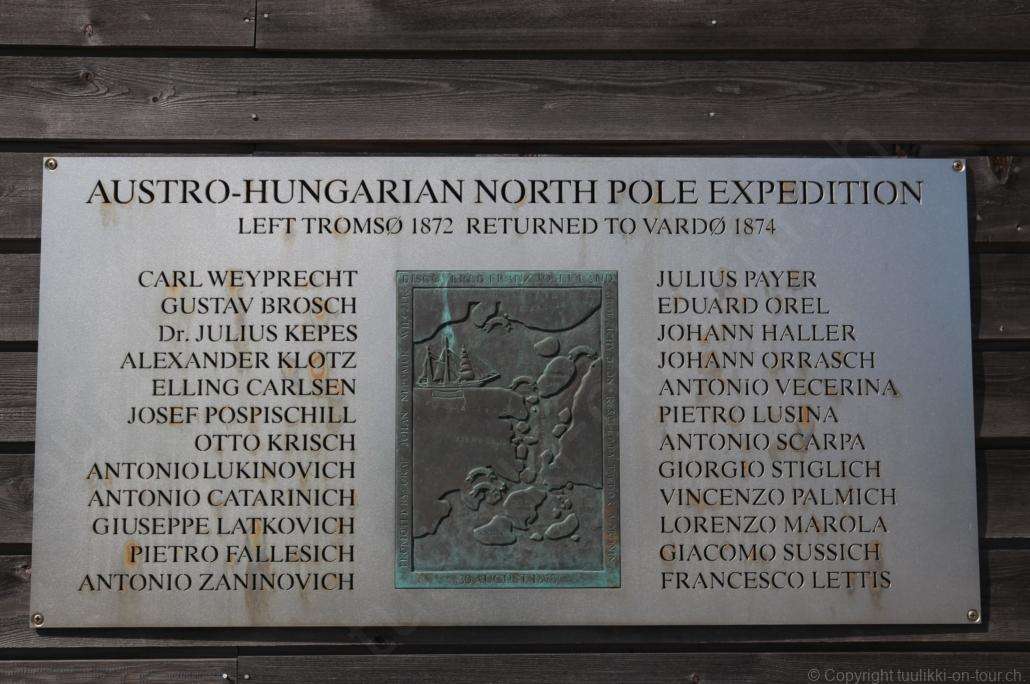 AUSTRO-HUNGARIAN NORTH POLE EXPEDITION
LEFT TROMSØ 1872 RETURNED TO VARDØ 1874
CARL WEYPRECHT
GUSTAV BROSCH
Dr. JULIUS KEPES
ALEXANDER KLOTZ
ELLING CARLSEN
JOSEF POSPISCHILL
OTTO KRISCH
ANTONIO LUKINOVICH
ANTONIO CATARINICH
GIUSEPPE LATKOVICH
PIETRO FALLESICH
ANTONIO ZANINOVICH
JULIUS PAYER
EDUARD OREL
JOHANN HALLER
JOHANN ORRASCH
ANTONiO VECERINA
PIETRO LUSINA
ANTONIO SCARPA
GIORGIO STIGLICH
VINCENZO PALMICH
LORENZO MAROLA
GIACOMO SUSSICH
FRANCESCO LETTIS
30 AUGUST
© Copyright tuulikki-on-tour.ch